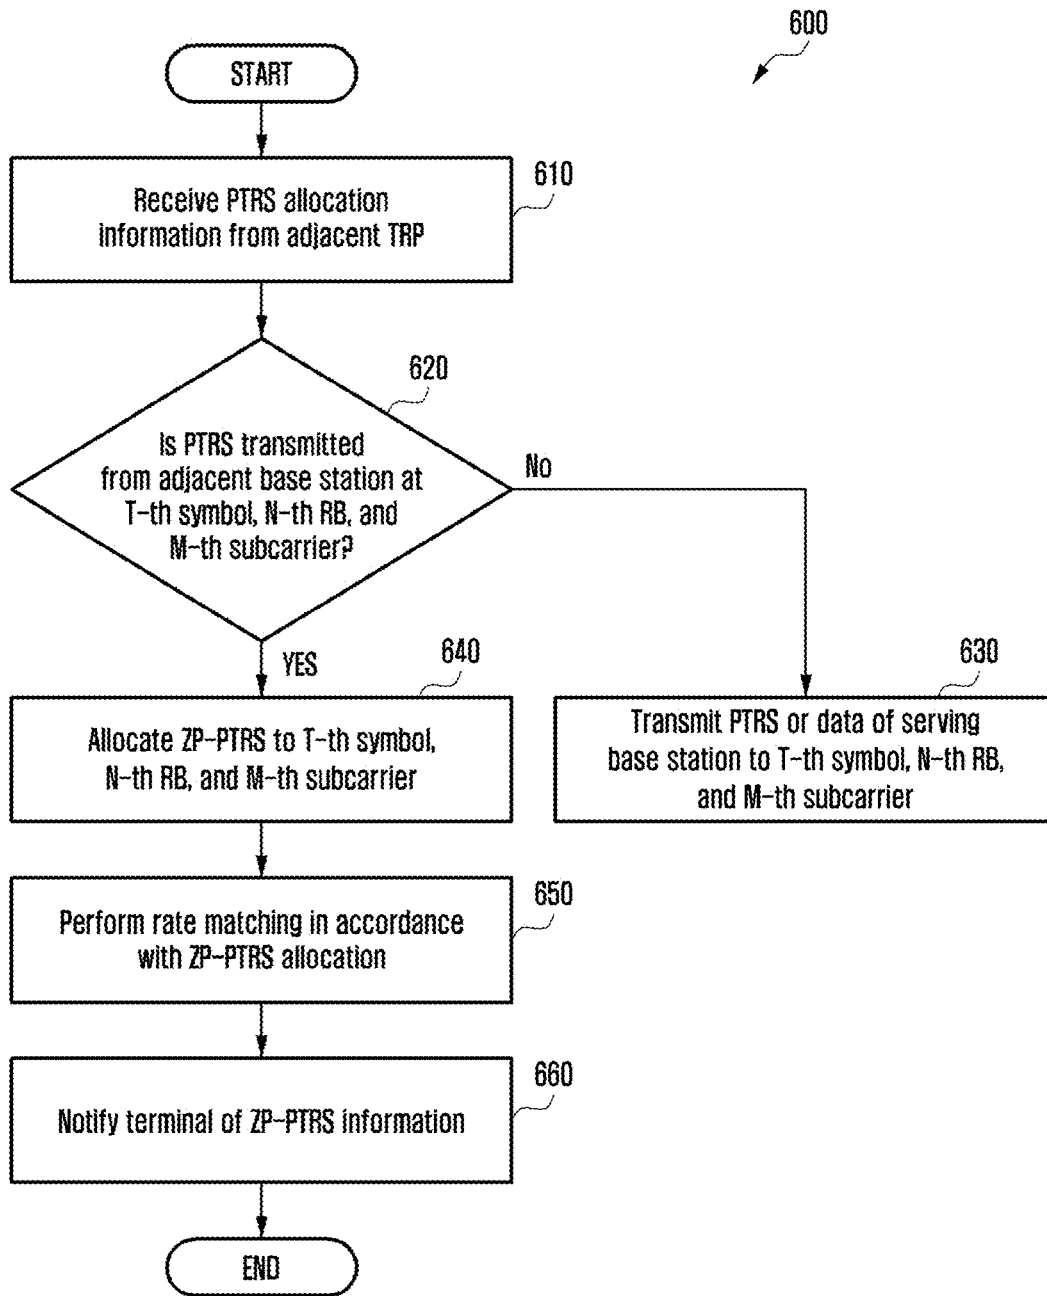 600
START
610
Receive PTRS allocation
information from adjacent TRP
620
Is PTRS transmitted
from adjacent base station at
T-th symbol, N-th RB, and
M-th subcarrier?
No
YES
640
Allocate ZP-PTRS to T-th symbol,
N-th RB, and M-th subcarrier
630
Transmit PTRS or data of serving
base station to T-th symbol, N-th RB,
and M-th subcarrier
650
Perform rate matching in accordance
with ZP-PTRS allocation
660
Notify terminal of ZP-PTRS information
END